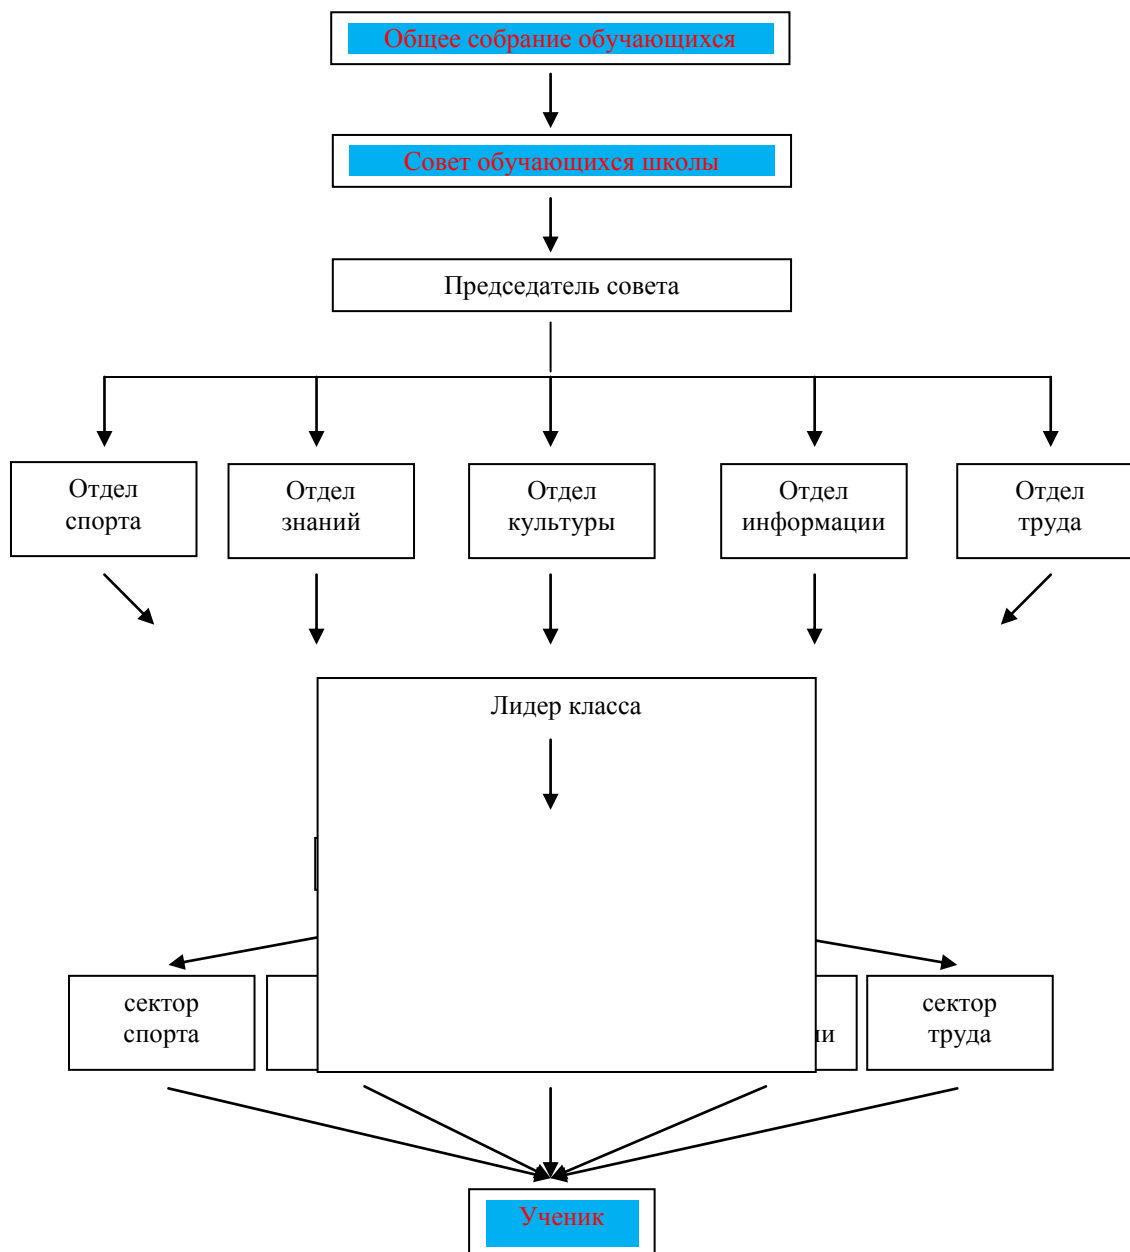 Общее собрание обучающихся
Совет обучающихся школы
Председатель совета
Отдел
спорта
Отдел
знаний
Отдел
культуры
Отдел
информации
Отдел
труда
Лидер класса
сектор
спорта
сектор
труда
Ученик